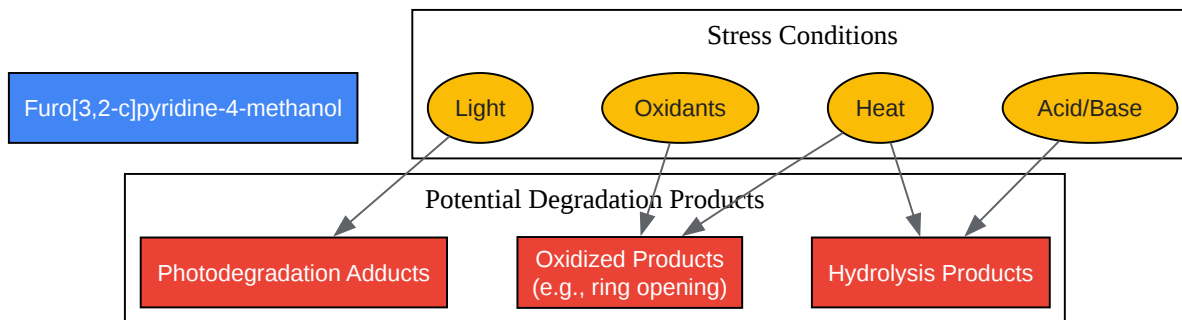 Stress Conditions
Furo[3,2-c]pyridine-4-methanol
Light
Oxidants
Heat
Acid/Base
Potential Degradation Products
Photodegradation Adducts
Oxidized Products
(e.g., ring opening)
Hydrolysis Products